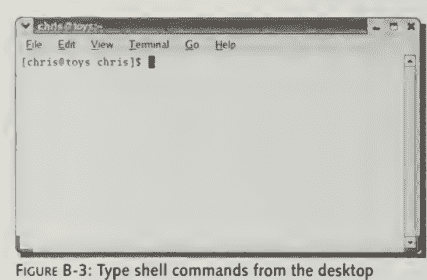 chris@toys:~
File Edit View Terminal Go Help
[chris@toys chris]$
FIGURE B-3: Type shell commands from the desktop